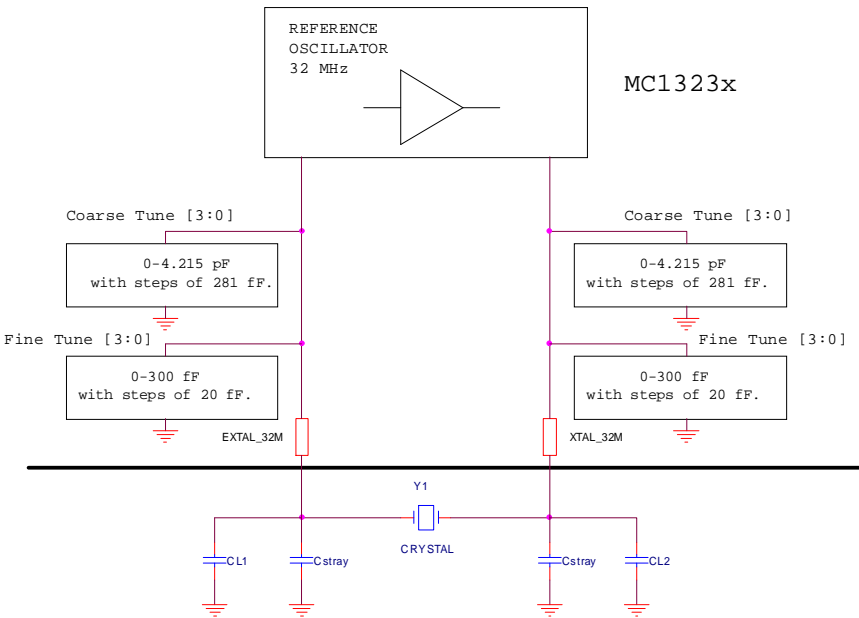 REFERENCE
OSCILLATOR
32 MHz
MC1323x
Coarse Tune [3:0]
Coarse Tune [3:0]
0-4.215 pF
with steps of 281 fF.
0-4.215 pF
with steps of 281 fF.
Fine Tune [3:0]
Fine Tune [3:0]
0-300 fF
with steps of 20 fF.
0-300 fF
with steps of 20 fF.
EXTAL_32M
XTAL_32M
Y1
CRYSTAL
CL1
Cstray
Cstray
CL2